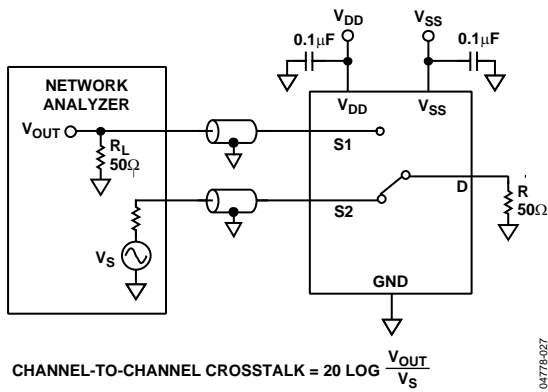 V_DD
V_SS
0.1µF
0.1µF
NETWORK
ANALYZER
V_DD
V_SS
V_OUT
R_L
50Ω
S1
S2
D
R
50Ω
V_S
GND
CHANNEL-TO-CHANNEL CROSSTALK = 20 LOG V_OUT / V_S
04778-027